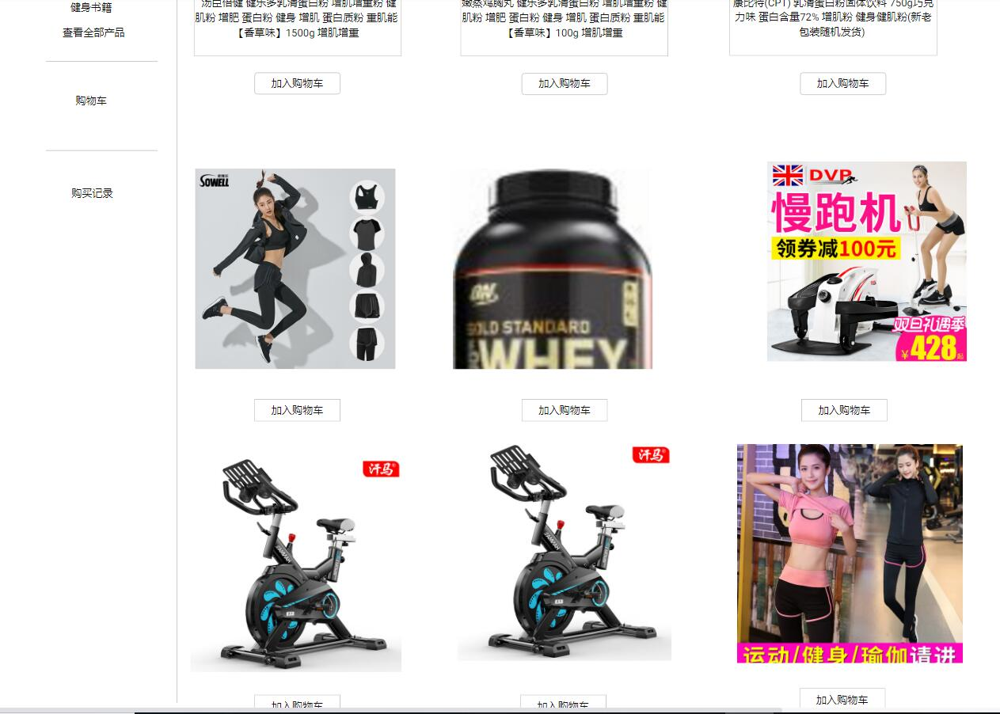 健身书籍
查看全部产品
购物车
购买记录
汤臣倍健 健乐多乳清蛋白粉 增肌增重粉 健
肌粉 增肥 蛋白粉 健身 增肌 蛋白质粉 重肌能
【香草味】1500g 增肌增重
嫩蒸鸡胸丸 健乐多乳清蛋白粉 增肌增重粉 健
肌粉 增肥 蛋白粉 健身 增肌 蛋白质粉 重肌能
【香草味】100g 增肌增重
康比特(CPT) 乳清蛋白粉固体饮料 750g巧克
力味 蛋白含量72% 增肌粉 健身健肌粉(新老
包装随机发货)
加入购物车
加入购物车
加入购物车
SOWELL
ON
GOLD STANDARD
WHEY
DVP
慢跑机
领券减100元
双旦礼遇季
¥428起
加入购物车
加入购物车
加入购物车
汗马®
汗马®
运动/健身/瑜伽请进
加入购物车
加入购物车
加入购物车